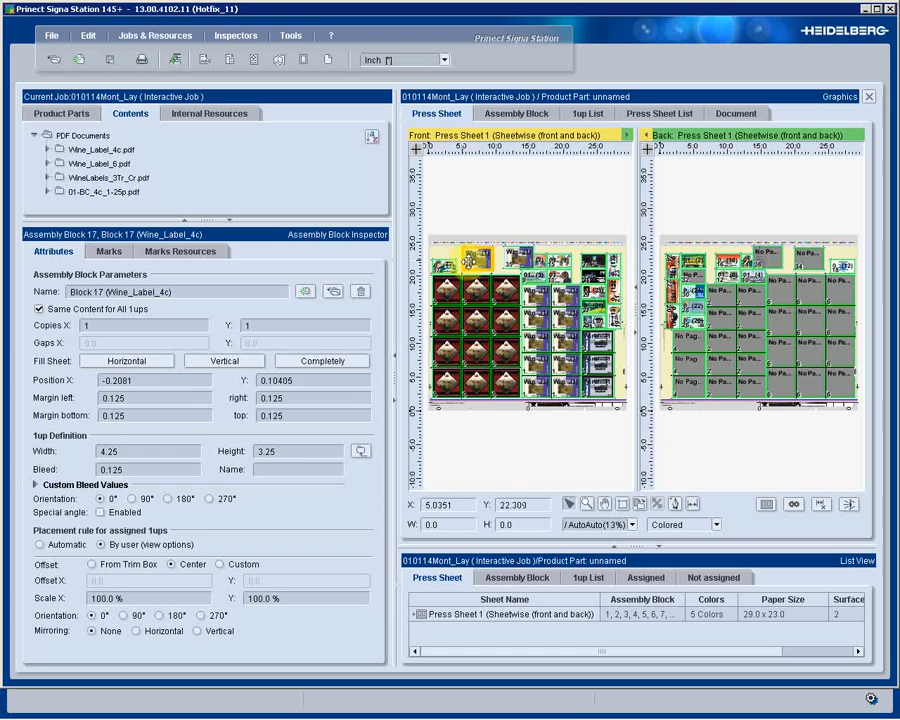 Prinect Signa Station 145+ - 13.00.4102.11 (Hotfix_11)
File Edit Jobs & Resources Inspectors Tools ?
Prinect Signa Station
HEIDELBERG
Inch ["]
Current Job:010114Mont_Lay ( Interactive Job )
Product Parts Contents Internal Resources
PDF Documents
Wine_Label_4c.pdf
Wine_Label_6.pdf
WineLabels_3Tr_Cr.pdf
01-BC_4c_1-25p.pdf
Assembly Block 17, Block 17 (Wine_Label_4c) Assembly Block Inspector
Attributes Marks Marks Resources
Assembly Block Parameters
Name: Block 17 (Wine_Label_4c)
Same Content for All 1ups
Copies X: 1 Y: 1
Gaps X: 0.0 Y: 0.0
Fill Sheet: Horizontal Vertical Completely
Position X: -0.2081 Y: 0.10405
Margin left: 0.125 right: 0.125
Margin bottom: 0.125 top: 0.125
1up Definition
Width: 4.25 Height: 3.25
Bleed: 0.125 Name:
Custom Bleed Values
Orientation: 0° 90° 180° 270°
Special angle: Enabled
Placement rule for assigned 1ups
Automatic By user (view options)
Offset: From Trim Box Center Custom
Offset X: 0.0 Y: 0.0
Scale X: 100.0 % Y: 100.0 %
Orientation: 0° 90° 180° 270°
Mirroring: None Horizontal Vertical
010114Mont_Lay ( Interactive Job ) / Product Part: unnamed Graphics
Press Sheet Assembly Block 1up List Press Sheet List Document
Front: Press Sheet 1 (Sheetwise (front and back))
Back: Press Sheet 1 (Sheetwise (front and back))
X: 5.0351 Y: 22.309
W: 0.0 H: 0.0
/ AutoAuto(13%) Colored
010114Mont_Lay ( Interactive Job )/Product Part: unnamed List View
Press Sheet Assembly Block 1up List Assigned Not assigned
Sheet Name Assembly Block Colors Paper Size Surface
Press Sheet 1 (Sheetwise (front and back)) 1, 2, 3, 4, 5, 6, 7, ... 5 Colors 29.0 x 23.0 2